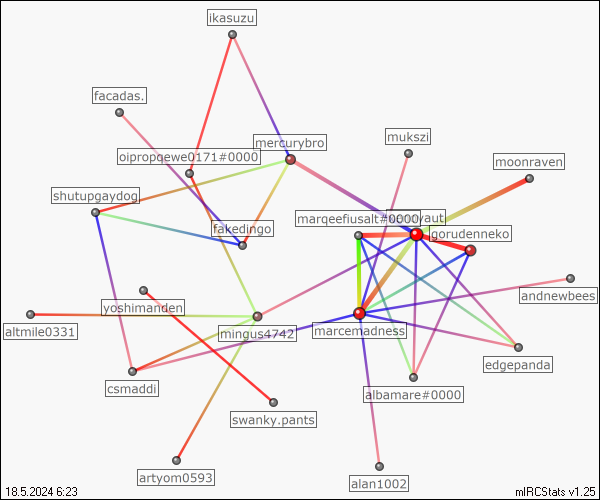 ikasuzu
facadas.
mercurybro
mukszi
oipropqewe0171#0000
moonraven
shutupgaydog
marqeefiusalt#0000
yaut
gorudenneko
fakedingo
andnewbees
yoshimanden
altmile0331
mingus4742
marcemadness
edgepanda
csmaddi
albamare#0000
swanky.pants
artyom0593
alan1002
18.5.2024 6:23
mIRCStats v1.25